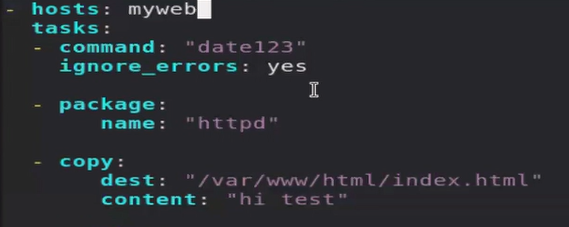 - hosts: myweb
  tasks:
  - command: "date123"
    ignore_errors: yes
  - package:
      name: "httpd"
  - copy:
      dest: "/var/www/html/index.html"
      content: "hi test"